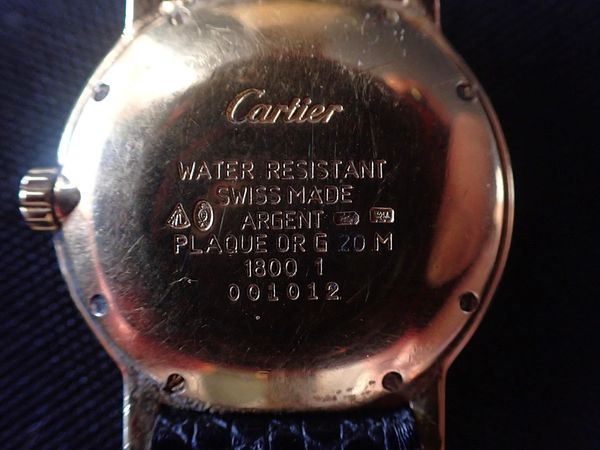 Cartier
WATER RESISTANT
SWISS MADE
ARGENT
PLAQUE OR G 20 M
1800 1
001012